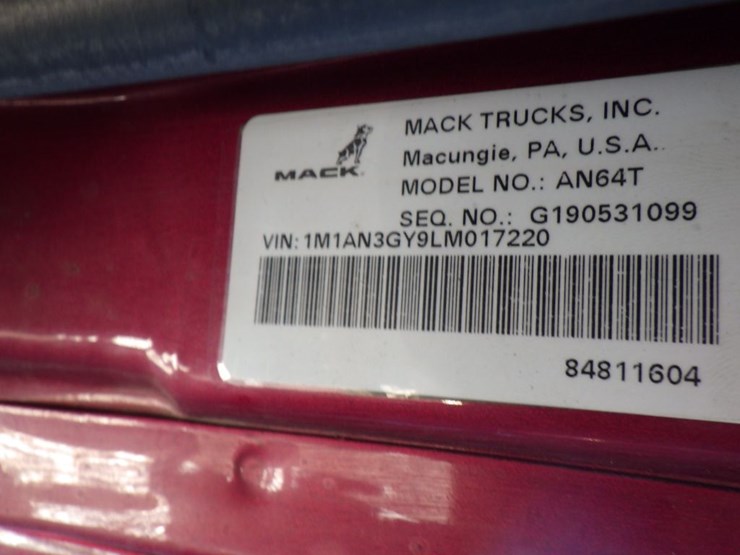 MACK
MACK TRUCKS, INC.
Macungie, PA, U.S.A.
MODEL NO.: AN64T
SEQ. NO.: G190531099
VIN: 1M1AN3GY9LM017220
84811604